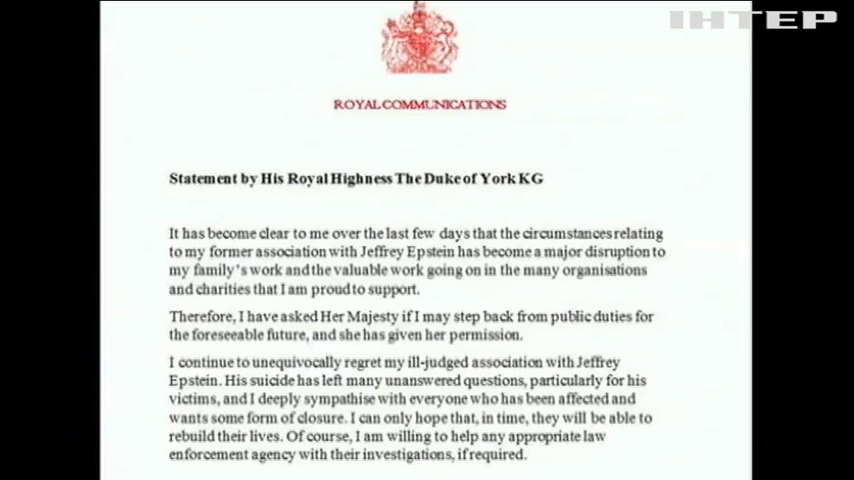 ІНТЕР
ROYAL COMMUNICATIONS
Statement by His Royal Highness The Duke of York KG
It has become clear to me over the last few days that the circumstances relating
to my former association with Jeffrey Epstein has become a major disruption to
my family's work and the valuable work going on in the many organisations
and charities that I am proud to support.
Therefore, I have asked Her Majesty if I may step back from public duties for
the foreseeable future, and she has given her permission.
I continue to unequivocally regret my ill-judged association with Jeffrey
Epstein. His suicide has left many unanswered questions, particularly for his
victims, and I deeply sympathise with everyone who has been affected and
wants some form of closure. I can only hope that, in time, they will be able to
rebuild their lives. Of course, I am willing to help any appropriate law
enforcement agency with their investigations, if required.